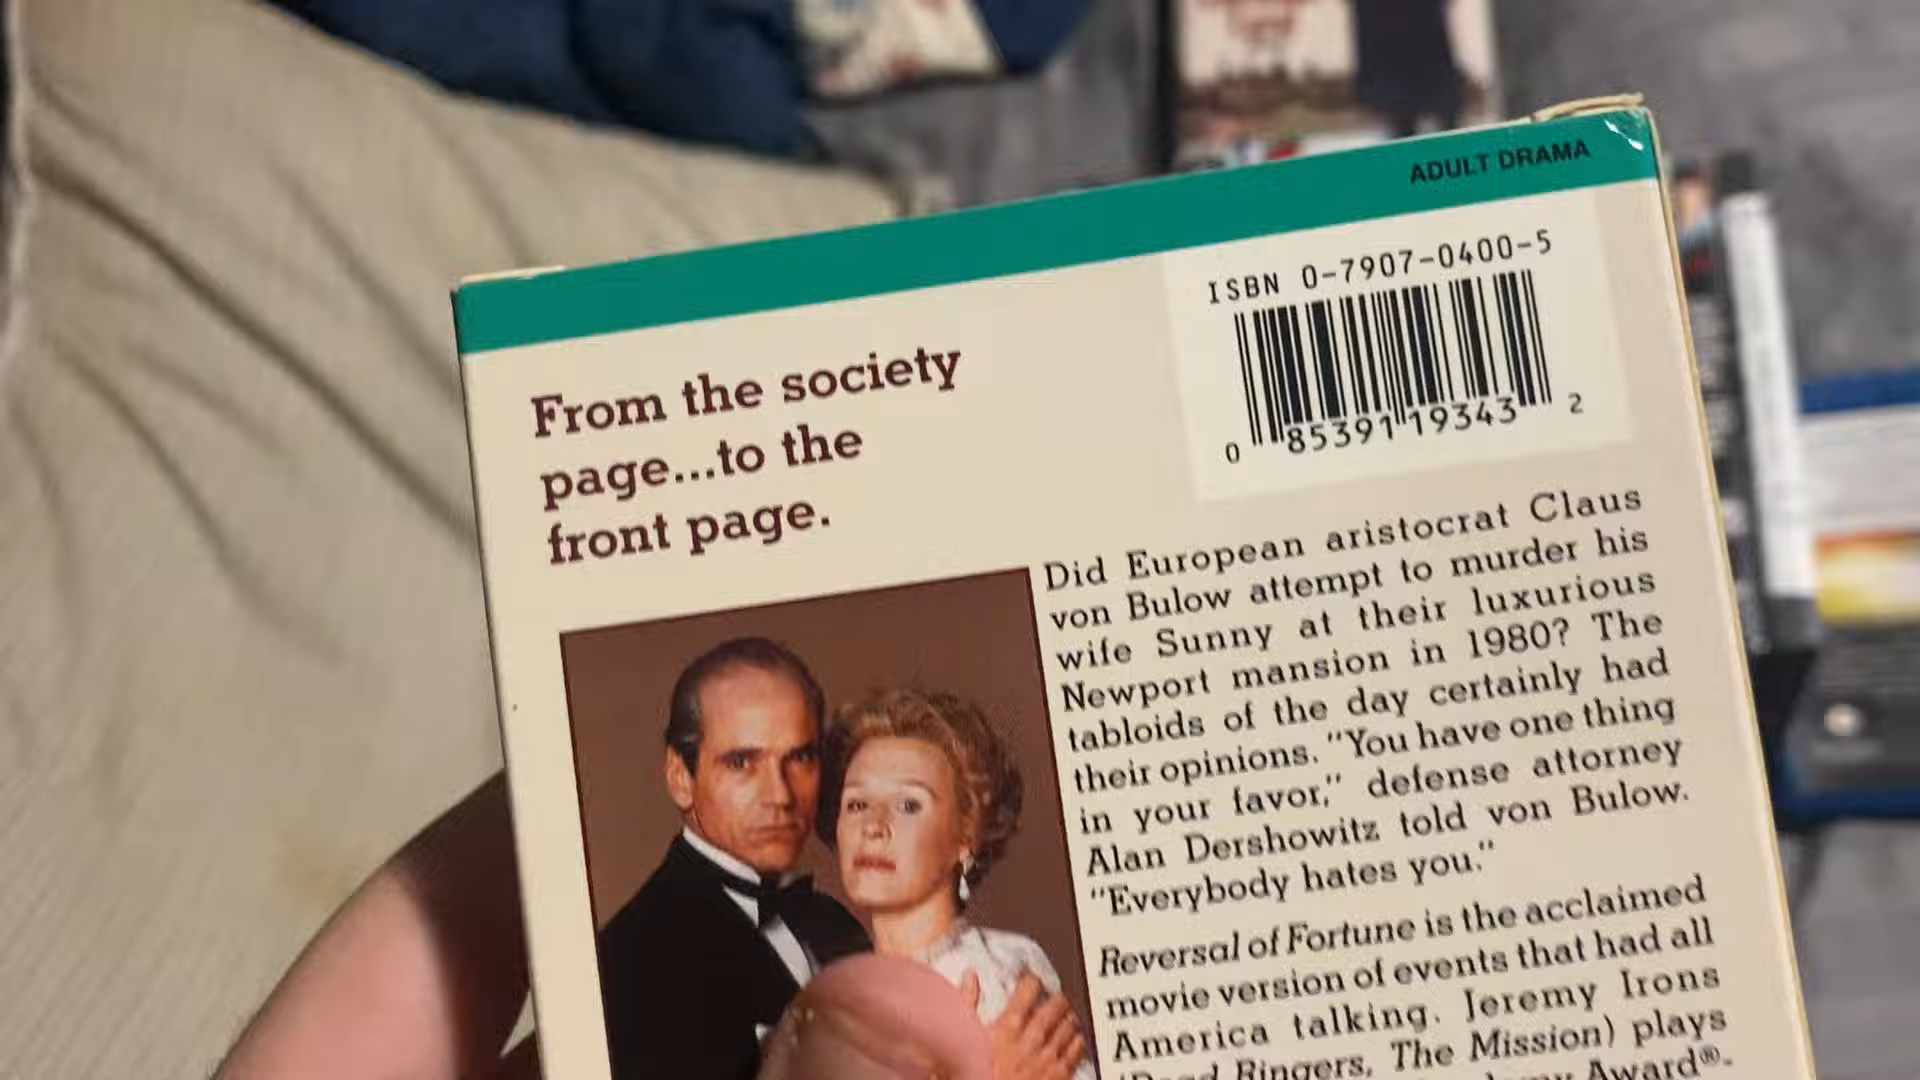 ADULT DRAMA
ISBN 0-7907-0400-5
0 85391 19343 2
From the society
page...to the
front page.
Did European aristocrat Claus
von Bulow attempt to murder his
wife Sunny at their luxurious
Newport mansion in 1980? The
tabloids of the day certainly had
their opinions. "You have one thing
in your favor," defense attorney
Alan Dershowitz told von Bulow.
"Everybody hates you."
Reversal of Fortune is the acclaimed
movie version of events that had all
America talking. Jeremy Irons
Ringers, The Mission) plays
Award®-